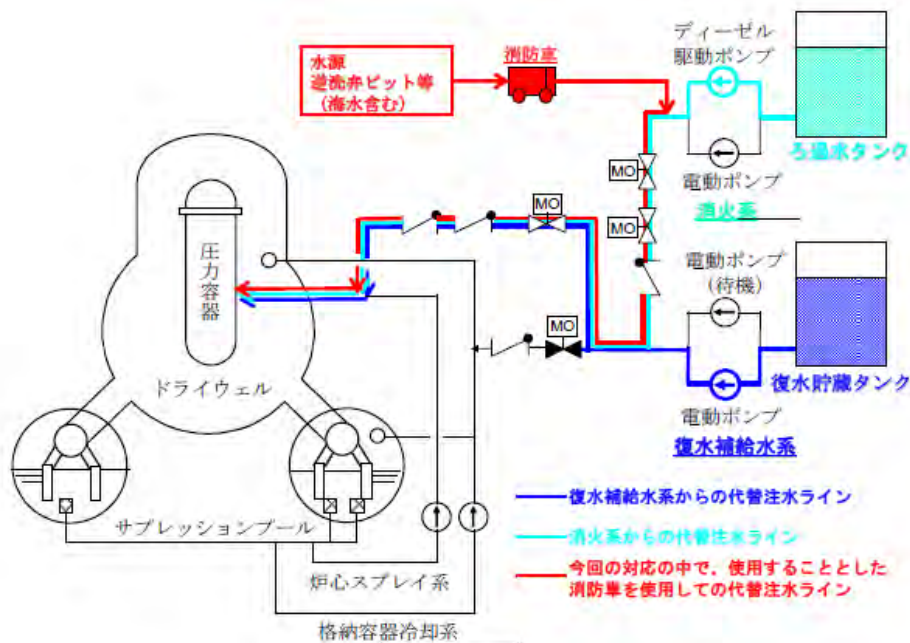 水源
逆洗弁ピット等
（海水含む）
消防車
ディーゼル
駆動ポンプ
ろ過水タンク
MO
電動ポンプ
消火系
MO
MO
圧力容器
電動ポンプ
(待機)
MO
ドライウェル
復水貯蔵タンク
電動ポンプ
復水補給水系
サプレッションプール
炉心スプレイ系
格納容器冷却系
復水補給水系からの代替注水ライン
消火系からの代替注水ライン
今回の対応の中で、使用することとした
消防車を使用しての代替注水ライン